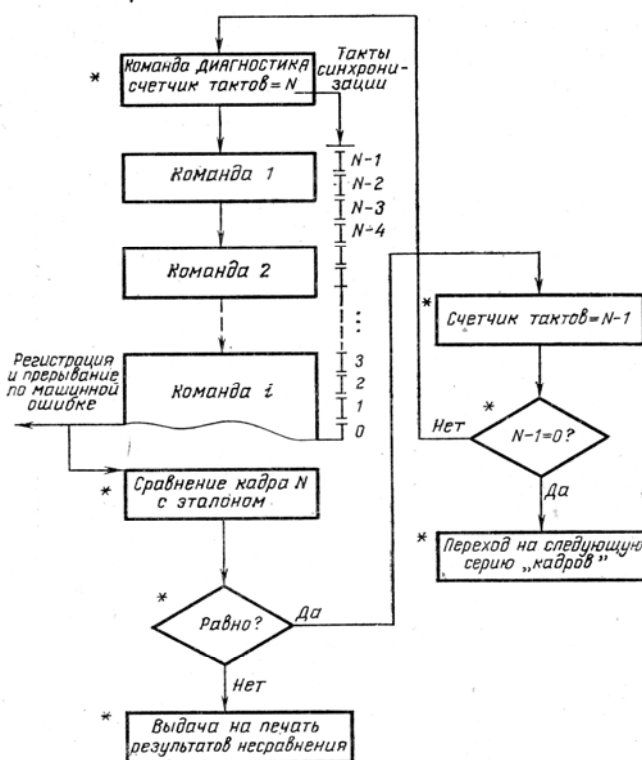 * Команда ДИАГНОСТИКА
счетчик тактов=N
Такты
синхрони-
зации
Команда 1
N-1
N-2
N-3
N-4
Команда 2
...
Команда i
3
2
1
0
Регистрация
и прерывание
по машинной
ошибке
* Сравнение кадра N
с эталоном
*
Равно?
Да
Нет
* Выдача на печать
результатов несравнения
* Счетчик тактов=N-1
*
N-1=0?
Нет
Да
* Переход на следующую
серию „кадров"